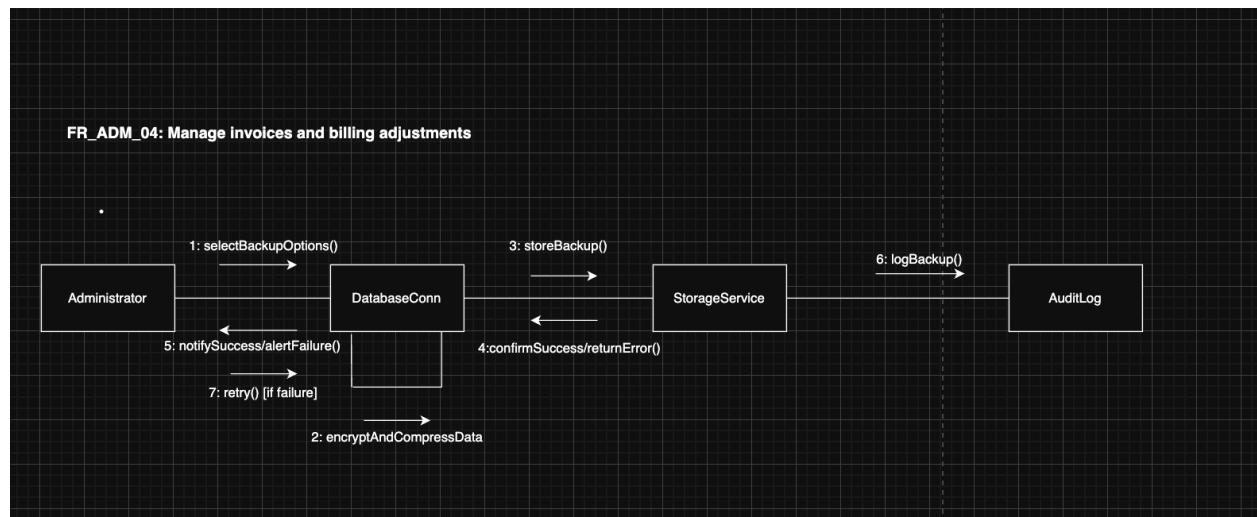 FR_ADM_04: Manage invoices and billing adjustments
1: selectBackupOptions()
3: storeBackup()
6: logBackup()
Administrator
DatabaseConn
StorageService
AuditLog
5: notifySuccess/alertFailure()
4:confirmSuccess/returnError()
7: retry() [if failure]
2: encryptAndCompressData